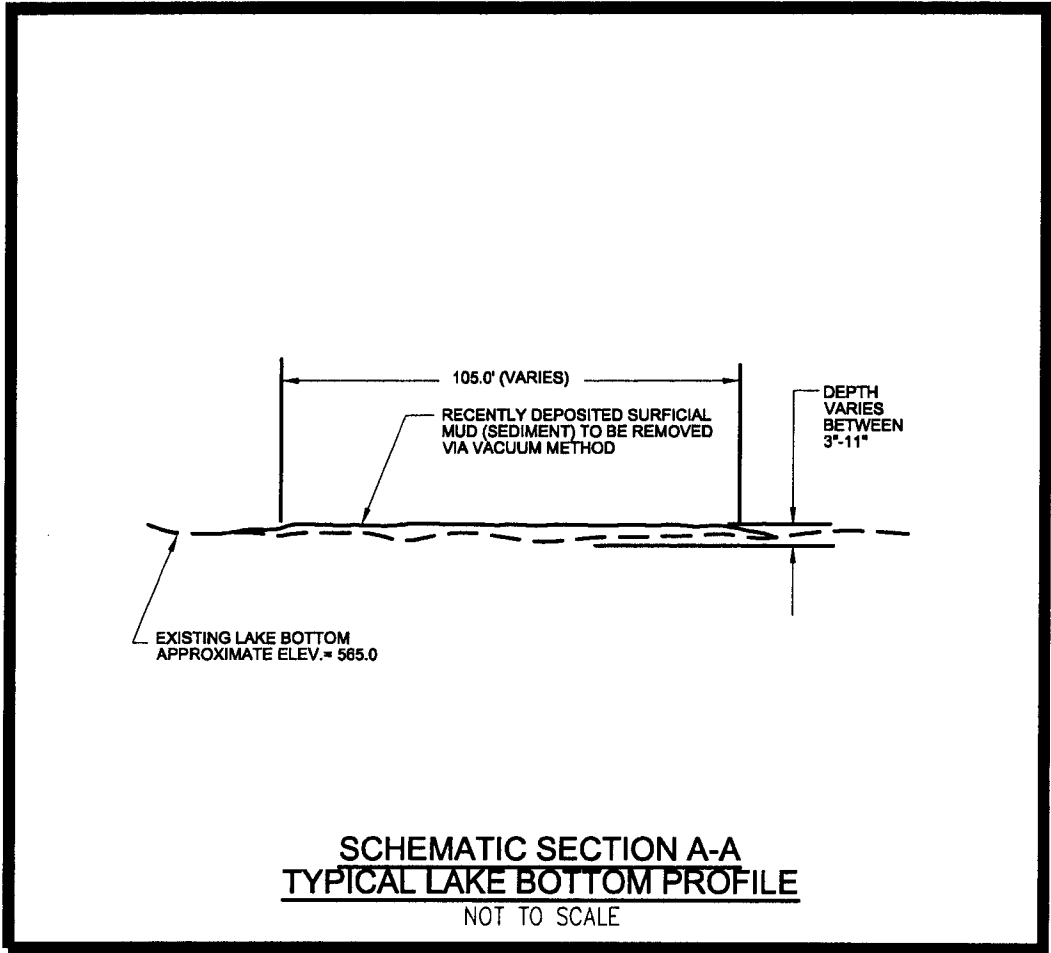 105.0' (VARIES)
RECENTLY DEPOSITED SURFICIAL
MUD (SEDIMENT) TO BE REMOVED
VIA VACUUM METHOD
DEPTH
VARIES
BETWEEN
3"-11"
EXISTING LAKE BOTTOM
APPROXIMATE ELEV.= 565.0
SCHEMATIC SECTION A-A
TYPICAL LAKE BOTTOM PROFILE
NOT TO SCALE